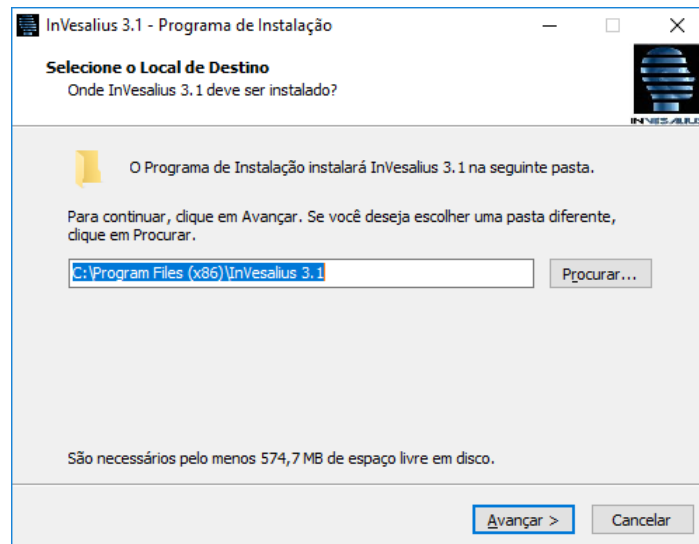 InVesalius 3.1 - Programa de Instalação
Selecione o Local de Destino
Onde InVesalius 3.1 deve ser instalado?
INVESALIUS
O Programa de Instalação instalará InVesalius 3.1 na seguinte pasta.
Para continuar, clique em Avançar. Se você deseja escolher uma pasta diferente,
clique em Procurar.
C:\Program Files (x86)\InVesalius 3.1
Procurar...
São necessários pelo menos 574,7 MB de espaço livre em disco.
Avançar >
Cancelar